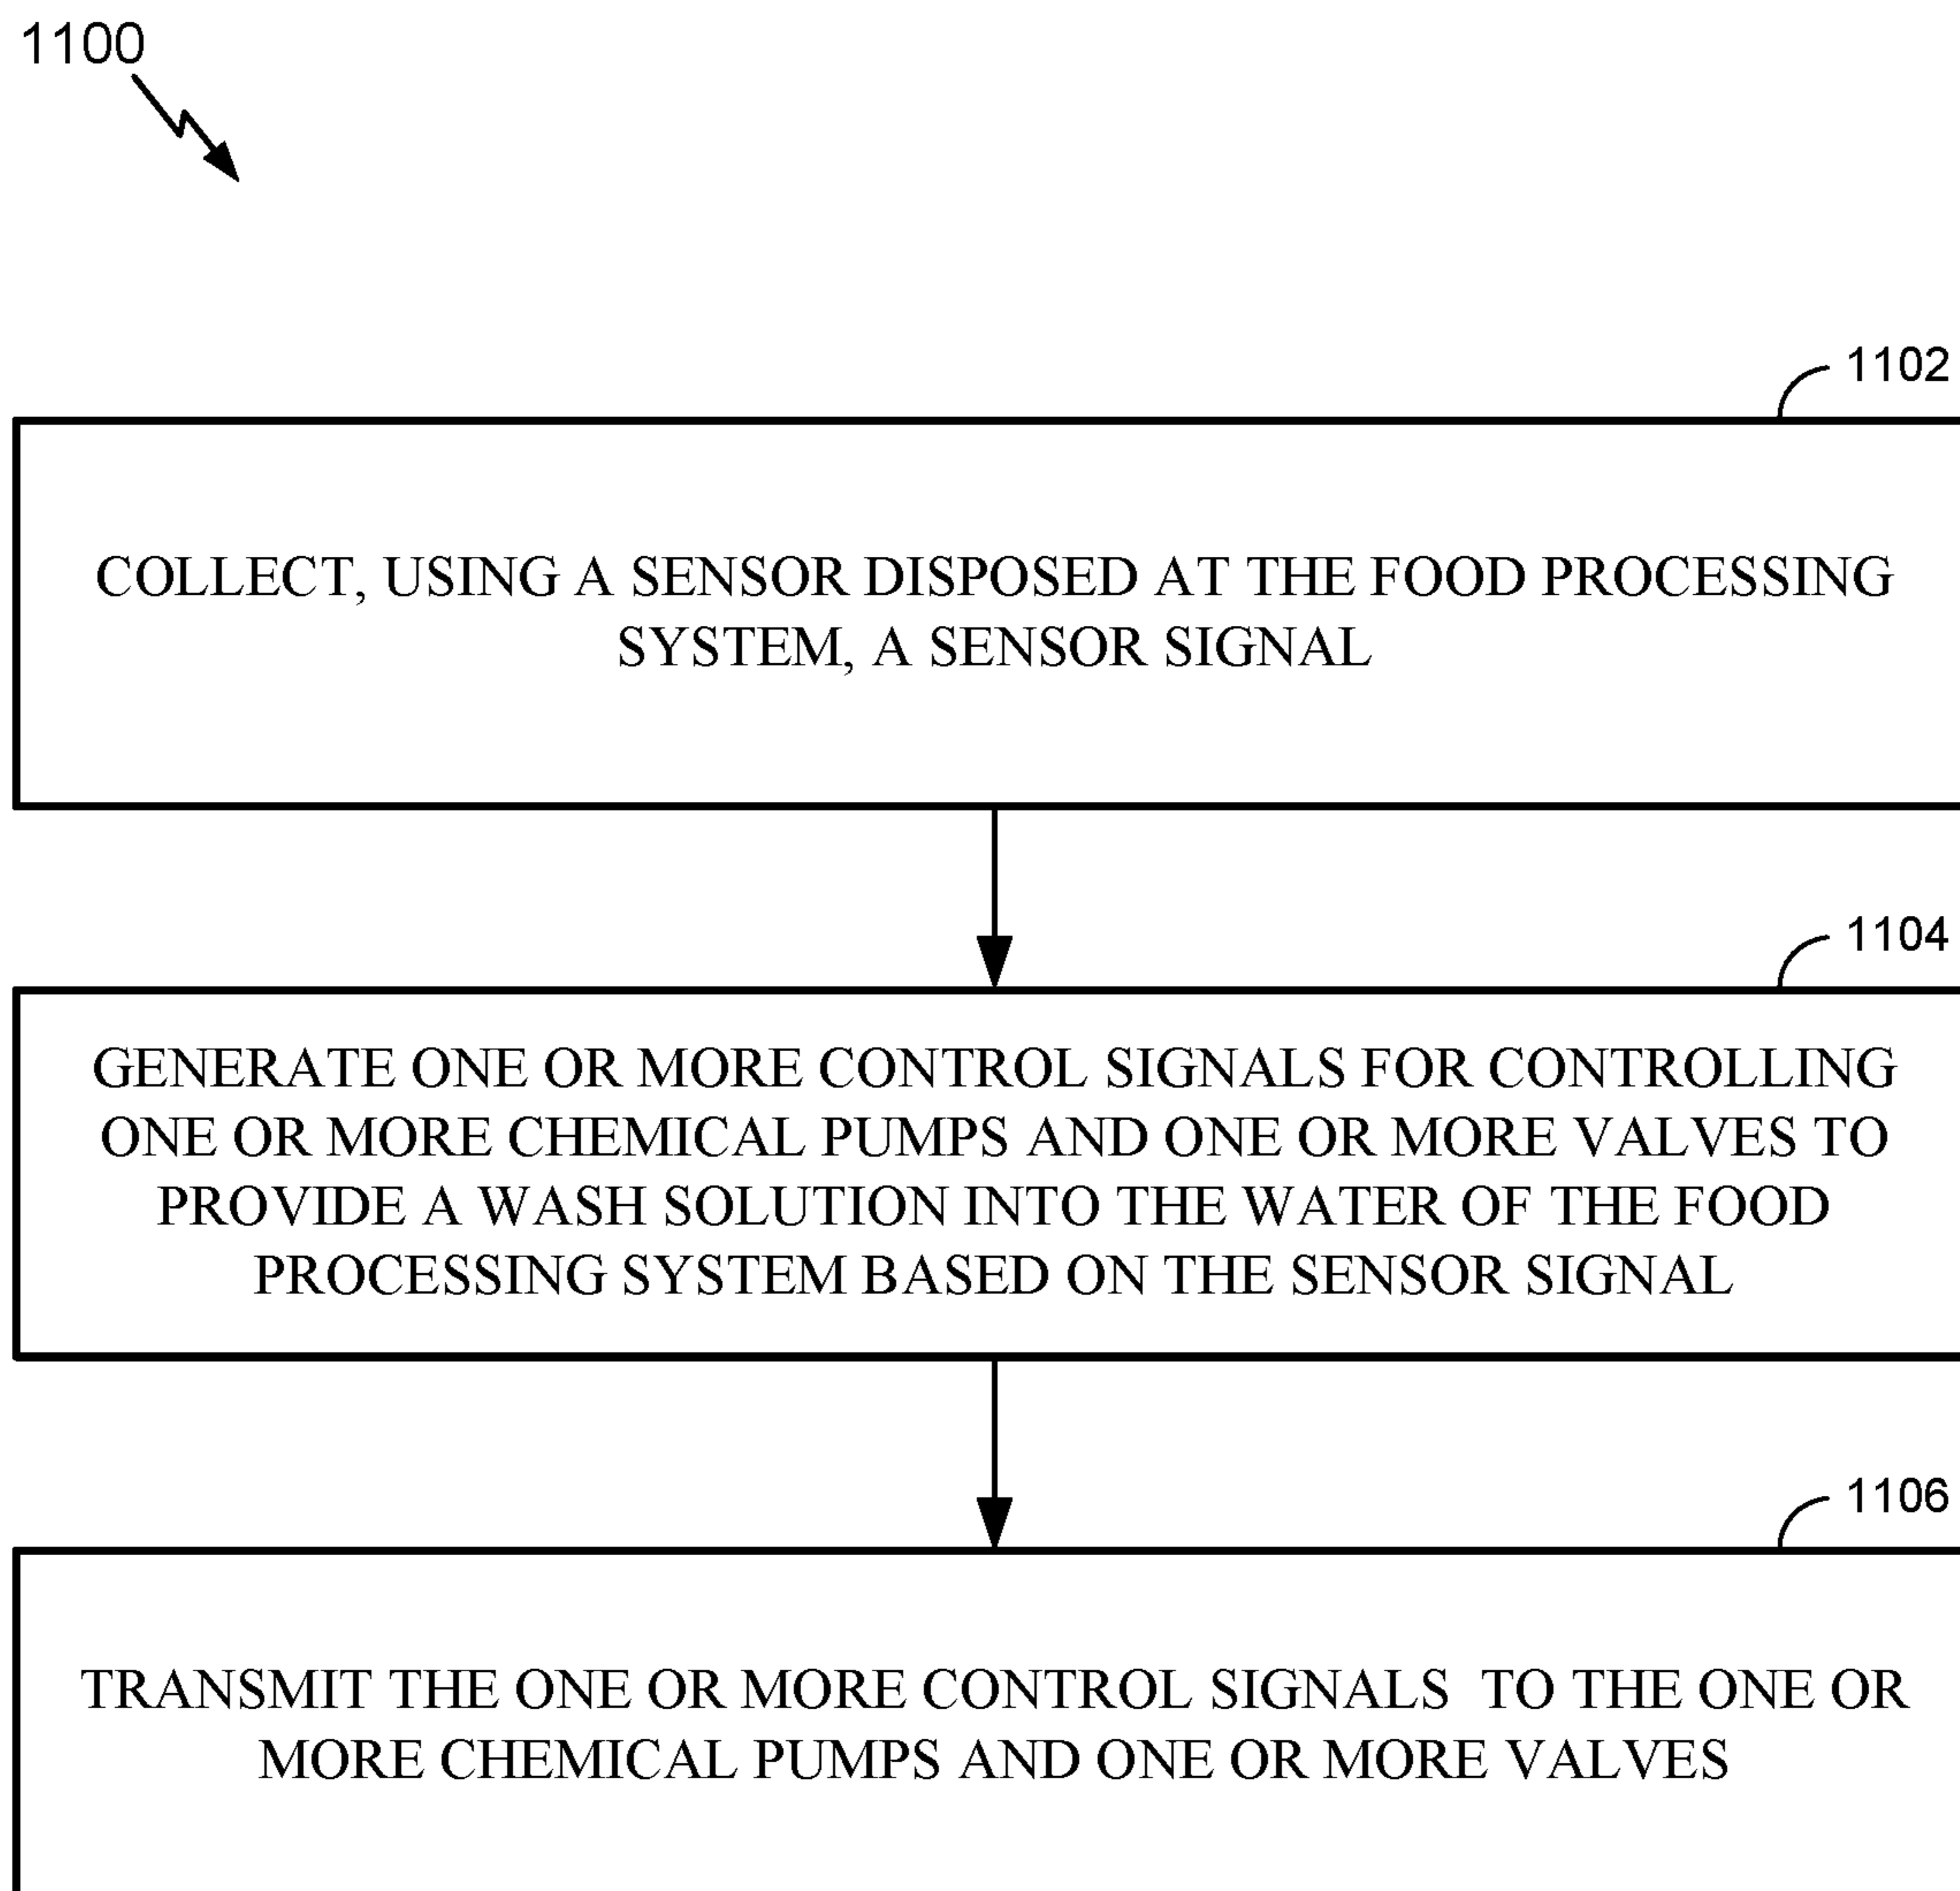 1100
1102
COLLECT, USING A SENSOR DISPOSED AT THE FOOD PROCESSING
SYSTEM, A SENSOR SIGNAL
1104
GENERATE ONE OR MORE CONTROL SIGNALS FOR CONTROLLING
ONE OR MORE CHEMICAL PUMPS AND ONE OR MORE VALVES TO
PROVIDE A WASH SOLUTION INTO THE WATER OF THE FOOD
PROCESSING SYSTEM BASED ON THE SENSOR SIGNAL
1106
TRANSMIT THE ONE OR MORE CONTROL SIGNALS  TO THE ONE OR
MORE CHEMICAL PUMPS AND ONE OR MORE VALVES